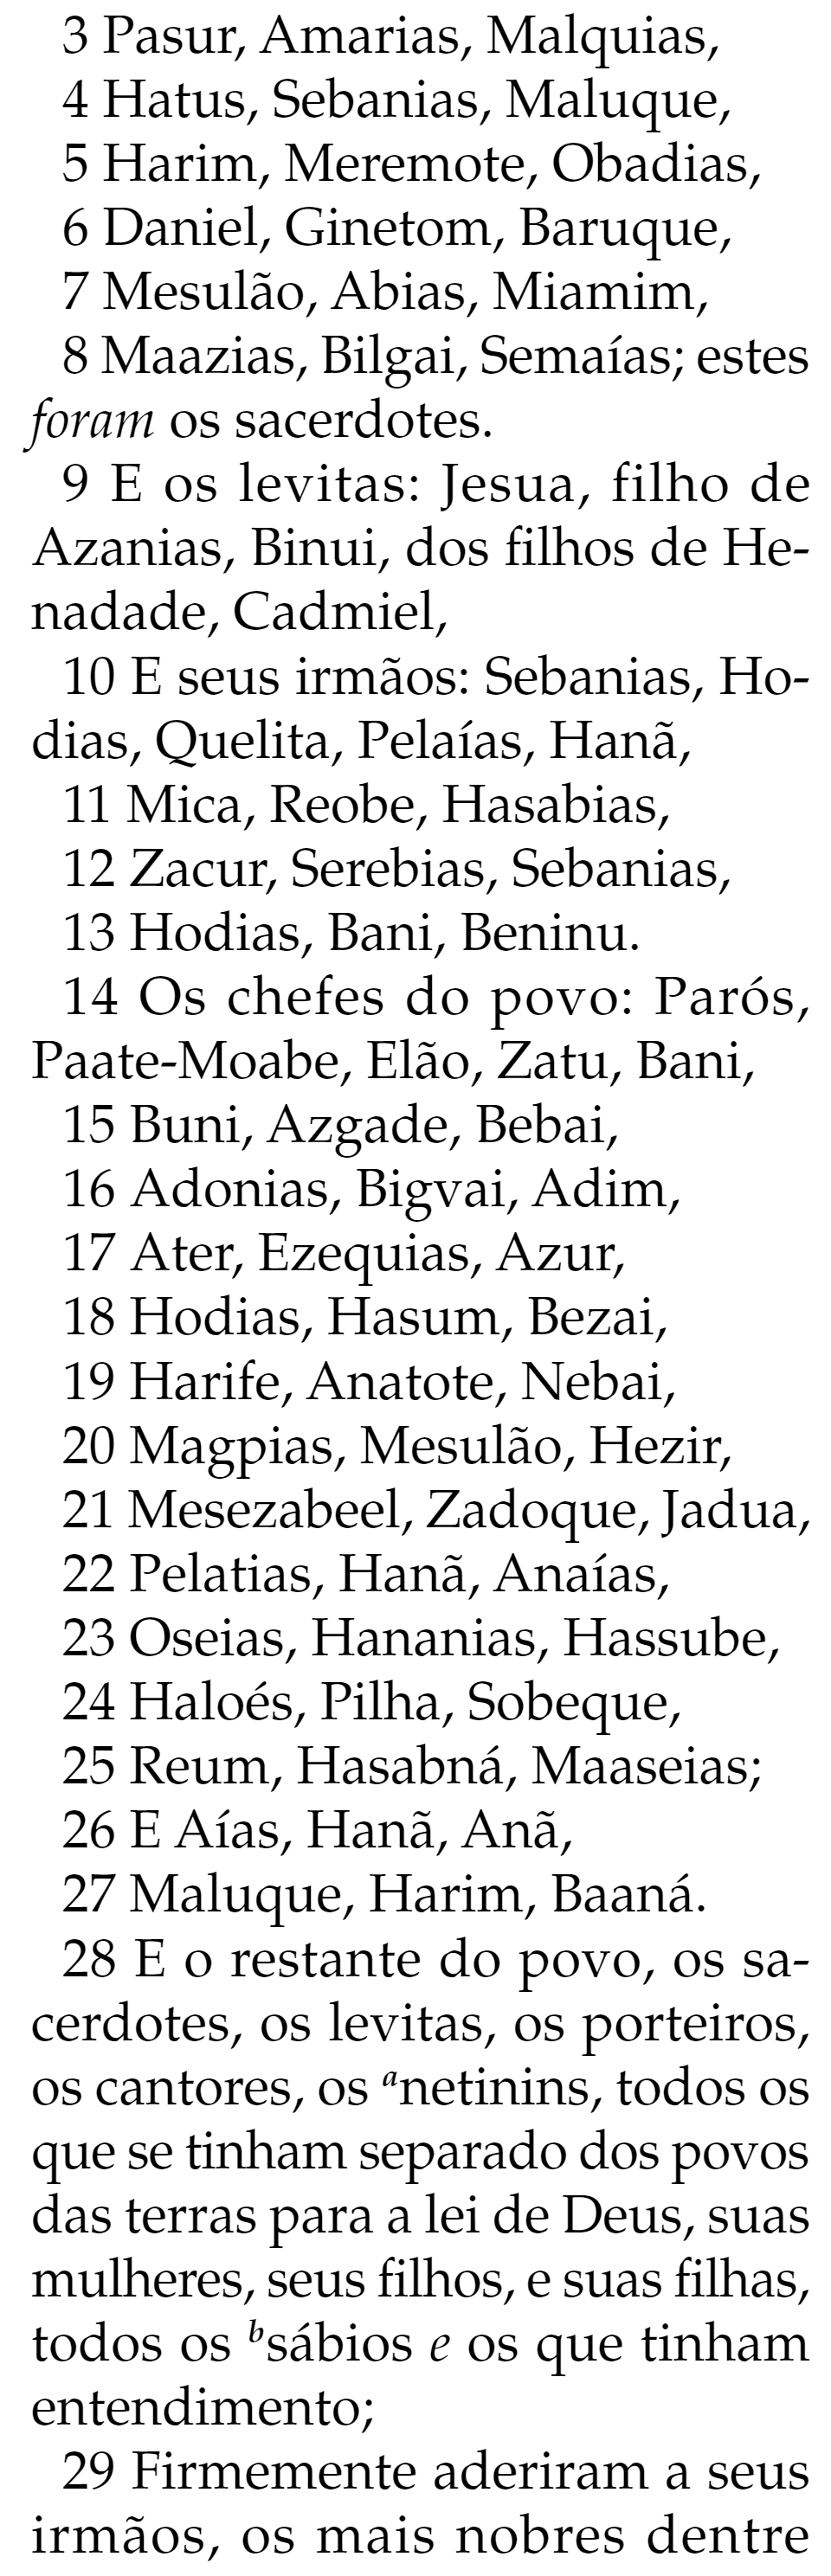 3 Pasur, Amarias, Malquias,
4 Hatus, Sebanias, Maluque,
5 Harim, Meremote, Obadias,
6 Daniel, Ginetom, Baruque,
7 Mesulão, Abias, Miamim,
8 Maazias, Bilgai, Semaías; estes
foram os sacerdotes.
9 E os levitas: Jesua, filho de
Azanias, Binui, dos filhos de He-
nadade, Cadmiel,
10 E seus irmãos: Sebanias, Ho-
dias, Quelita, Pelaías, Hanã,
11 Mica, Reobe, Hasabias,
12 Zacur, Serebias, Sebanias,
13 Hodias, Bani, Beninu.
14 Os chefes do povo: Parós,
Paate-Moabe, Elão, Zatu, Bani,
15 Buni, Azgade, Bebai,
16 Adonias, Bigvai, Adim,
17 Ater, Ezequias, Azur,
18 Hodias, Hasum, Bezai,
19 Harife, Anatote, Nebai,
20 Magpias, Mesulão, Hezir,
21 Mesezabeel, Zadoque, Jadua,
22 Pelatias, Hanã, Anaías,
23 Oseias, Hananias, Hassube,
24 Haloés, Pilha, Sobeque,
25 Reum, Hasabná, Maaseias;
26 E Aías, Hanã, Anã,
27 Maluque, Harim, Baaná.
28 E o restante do povo, os sa-
cerdotes, os levitas, os porteiros,
os cantores, os ᵃnetinins, todos os
que se tinham separado dos povos
das terras para a lei de Deus, suas
mulheres, seus filhos, e suas filhas,
todos os ᵇsábios e os que tinham
entendimento;
29 Firmemente aderiram a seus
irmãos, os mais nobres dentre